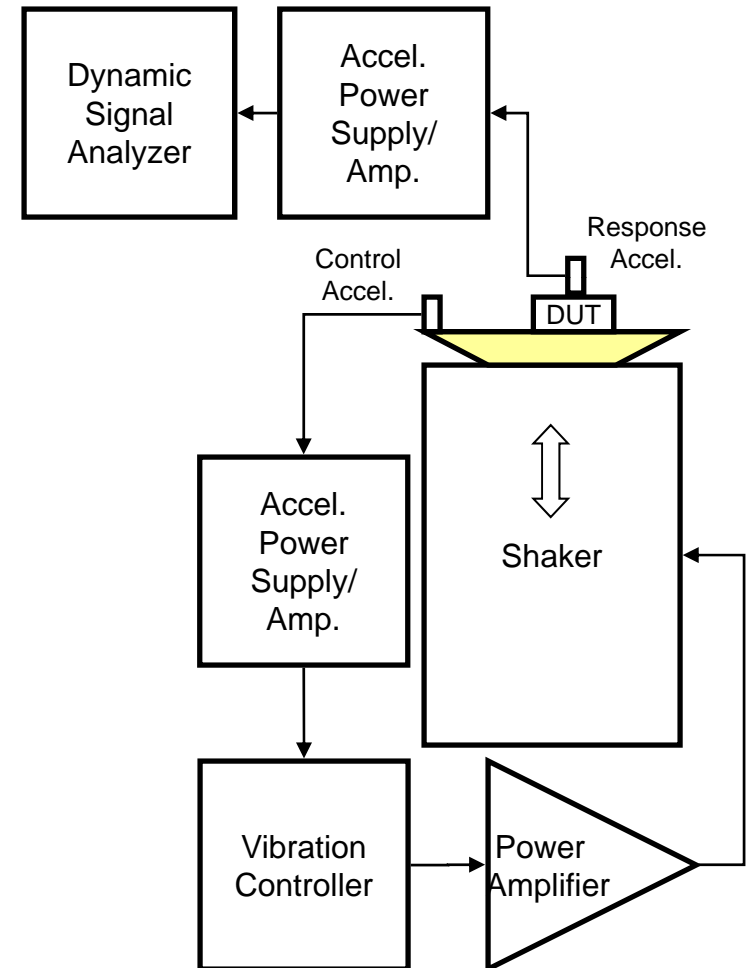 Dynamic
Signal
Analyzer
Accel.
Power
Supply/
Amp.
Response
Accel.
Control
Accel.
DUT
Accel.
Power
Supply/
Amp.
Shaker
Vibration
Controller
Power
Amplifier